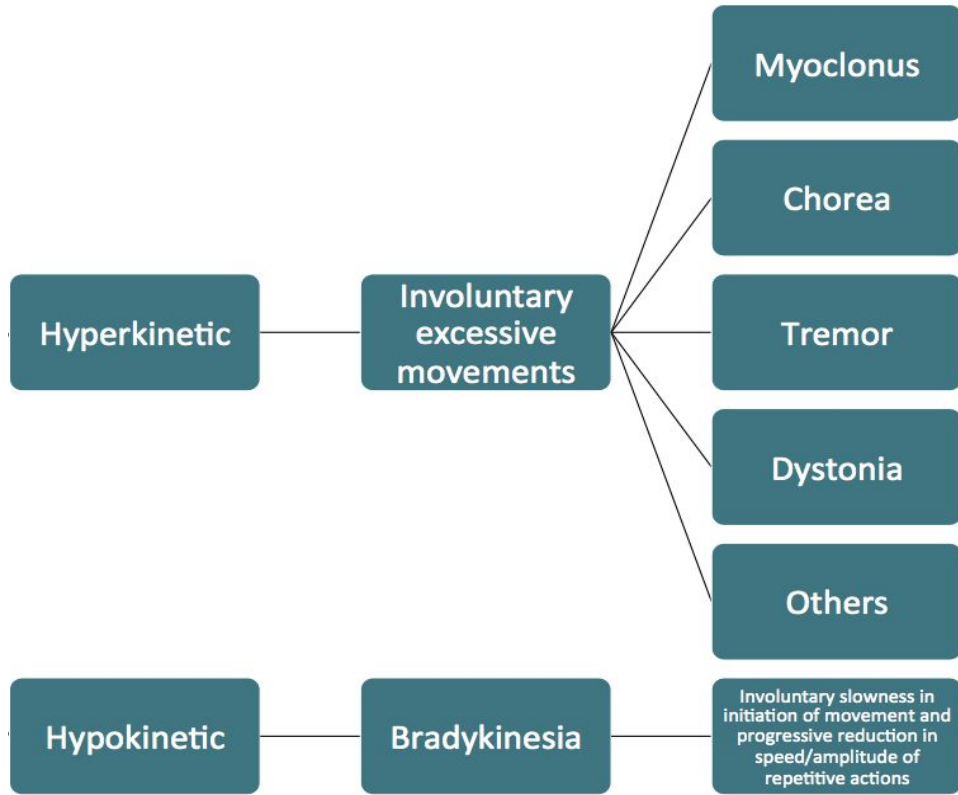 Myoclonus
Chorea
Hyperkinetic
Involuntary
excessive
movements
Tremor
Dystonia
Others
Hypokinetic
Bradykinesia
Involuntary slowness in
initiation of movement and
progressive reduction in
speed/amplitude of
repetitive actions